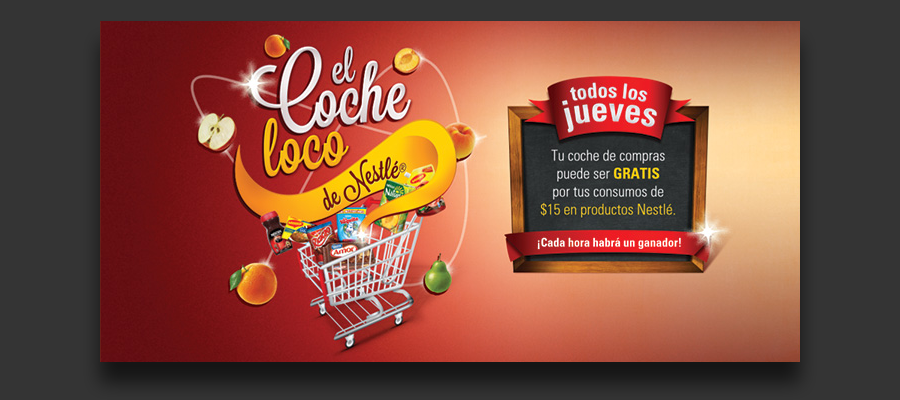 el
Coche
loco
de Nestlé®
Amor
todos los
jueves
Tu coche de compras
puede ser GRATIS
por tus consumos de
$15 en productos Nestlé.
¡Cada hora habrá un ganador!